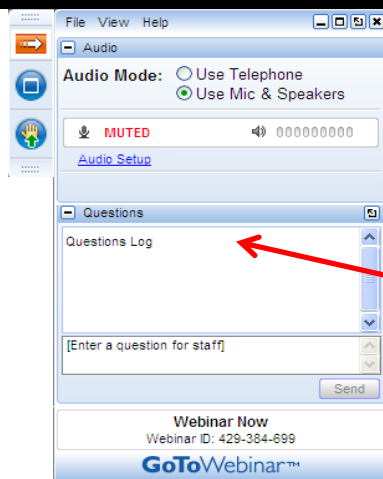 File View Help
Audio
Audio Mode: Use Telephone
Use Mic & Speakers
MUTED 000000000
Audio Setup
Questions
Questions Log
[Enter a question for staff]
Send
Webinar Now
Webinar ID: 429-384-699
GoToWebinar™